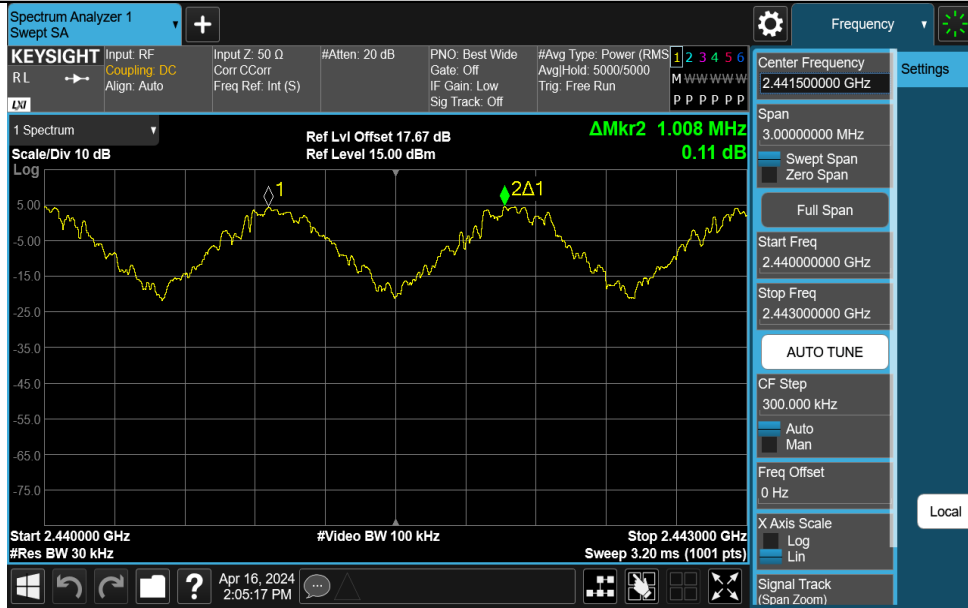 Spectrum Analyzer 1
Swept SA
+
Frequency
KEYSIGHT
RL
LXI
Input: RF
Coupling: DC
Align: Auto
Input Z: 50 Ω
Corr CCorr
Freq Ref: Int (S)
#Atten: 20 dB
PNO: Best Wide
Gate: Off
IF Gain: Low
Sig Track: Off
#Avg Type: Power (RMS
Avg|Hold: 5000/5000
Trig: Free Run
1 2 3 4 5 6
M W W W W W
P P P P P P
1 Spectrum
Scale/Div 10 dB
Log
Ref Lvl Offset 17.67 dB
Ref Level 15.00 dBm
ΔMkr2 1.008 MHz
0.11 dB
1
2Δ1
5.00
-5.00
-15.0
-25.0
-35.0
-45.0
-55.0
-65.0
-75.0
Start 2.440000 GHz
#Video BW 100 kHz
Stop 2.443000 GHz
#Res BW 30 kHz
Sweep 3.20 ms (1001 pts)
Center Frequency
2.441500000 GHz
Span
3.00000000 MHz
Swept Span
Zero Span
Full Span
Start Freq
2.440000000 GHz
Stop Freq
2.443000000 GHz
AUTO TUNE
CF Step
300.000 kHz
Auto
Man
Freq Offset
0 Hz
X Axis Scale
Log
Lin
Signal Track
(Span Zoom)
Settings
Local
?
Apr 16, 2024
2:05:17 PM